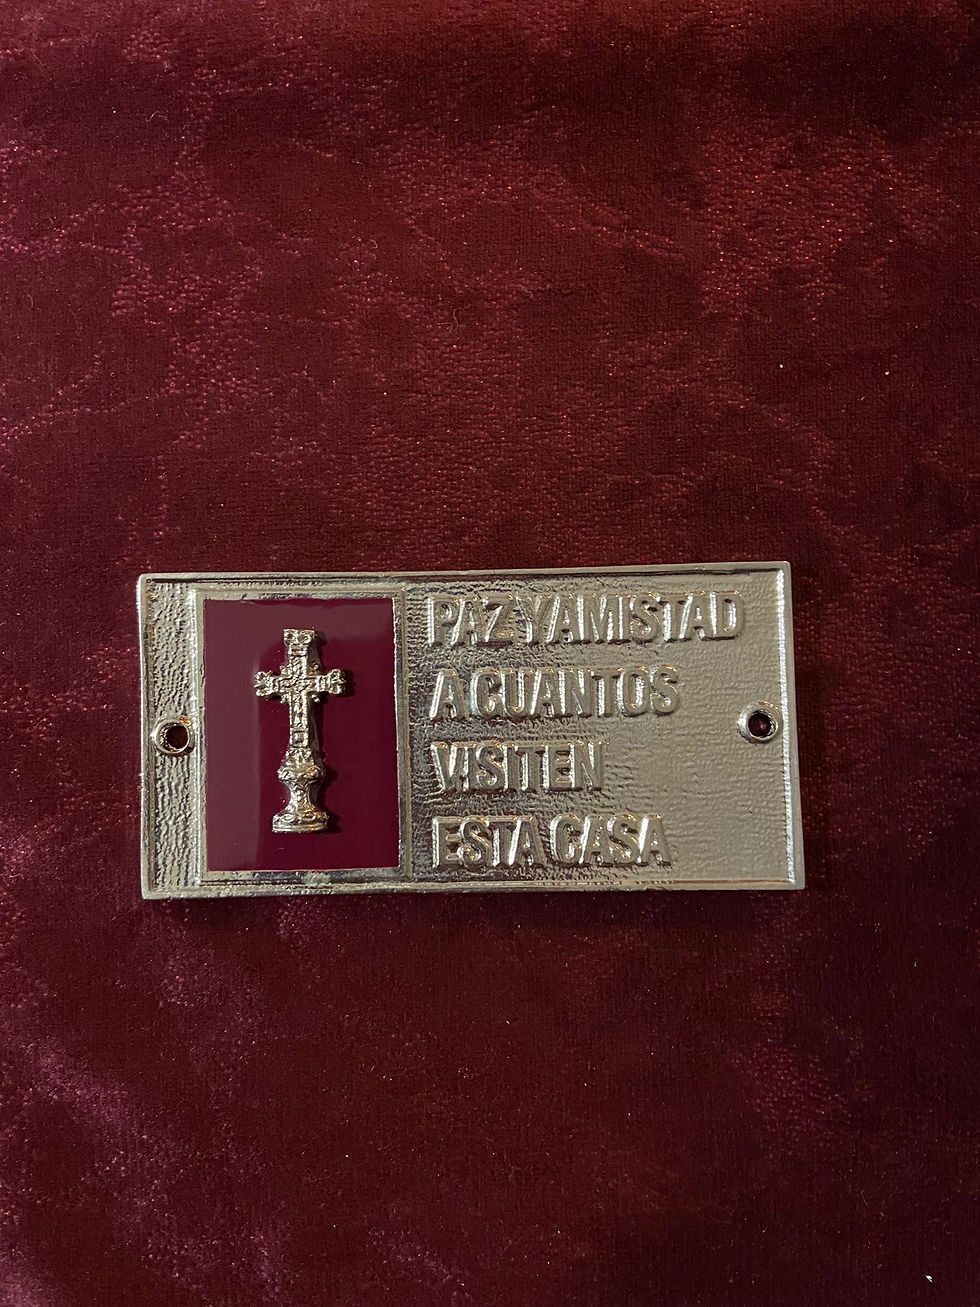 PAZ Y AMISTAD
A CUANTOS
VISITEN
ESTA CASA